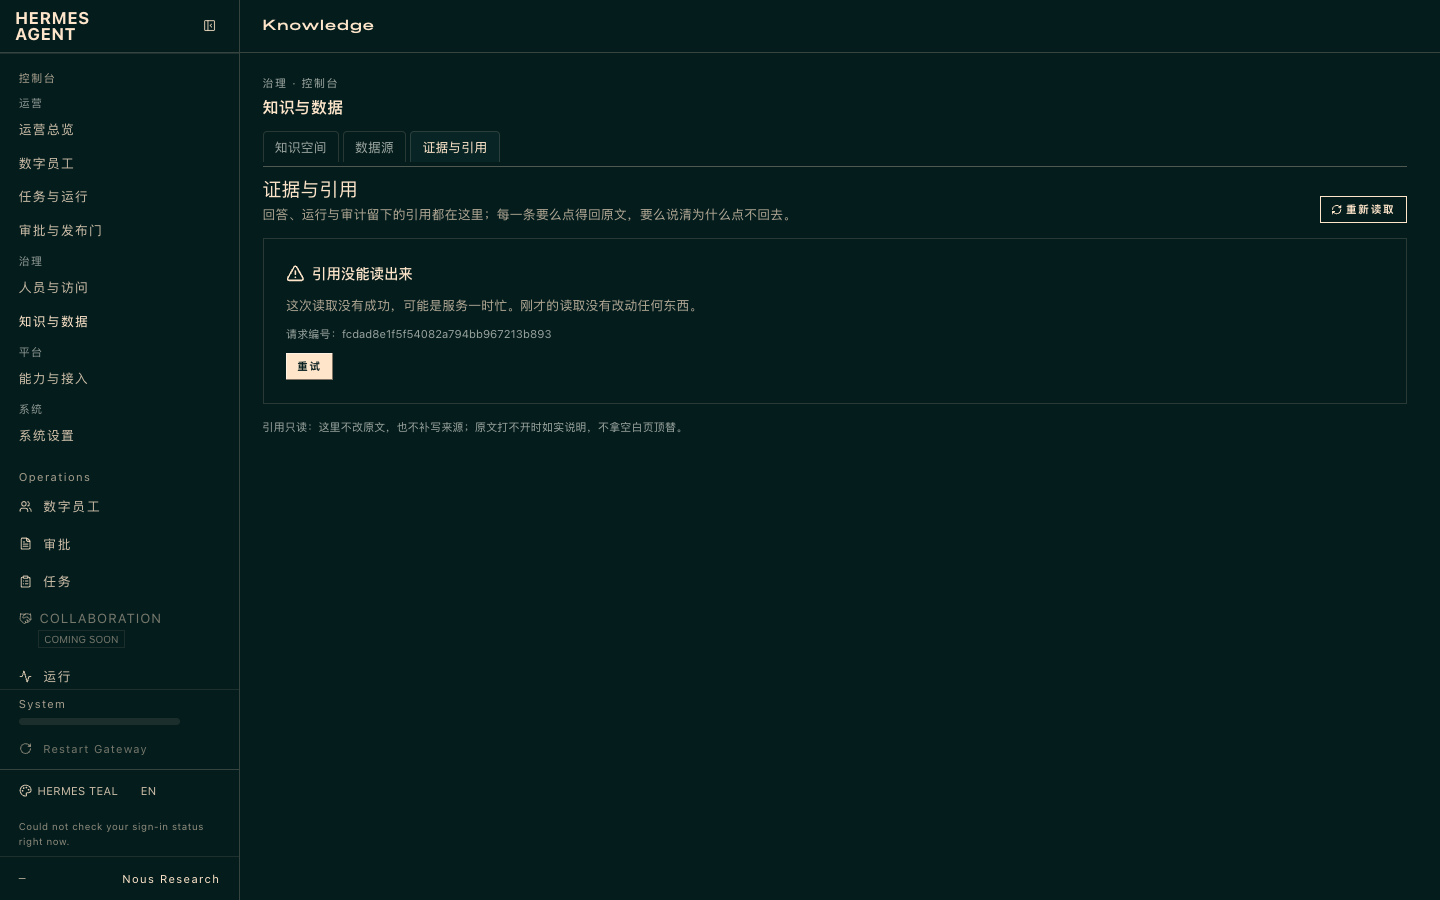 HERMES
AGENT
Knowledge
控制台
运营
运营总览
数字员工
任务与运行
审批与发布门
治理
人员与访问
知识与数据
平台
能力与接入
系统
系统设置
Operations
数字员工
审批
任务
COLLABORATION
COMING SOON
运行
System
Restart Gateway
HERMES TEAL EN
Could not check your sign-in status
right now.
– Nous Research
治理 · 控制台
知识与数据
知识空间 数据源 证据与引用
证据与引用
回答、运行与审计留下的引用都在这里；每一条要么点得回原文，要么说清为什么点不回去。
重新读取
引用没能读出来
这次读取没有成功，可能是服务一时忙。刚才的读取没有改动任何东西。
请求编号：fcdad8e1f5f54082a794bb967213b893
重试
引用只读：这里不改原文，也不补写来源；原文打不开时如实说明，不拿空白页顶替。